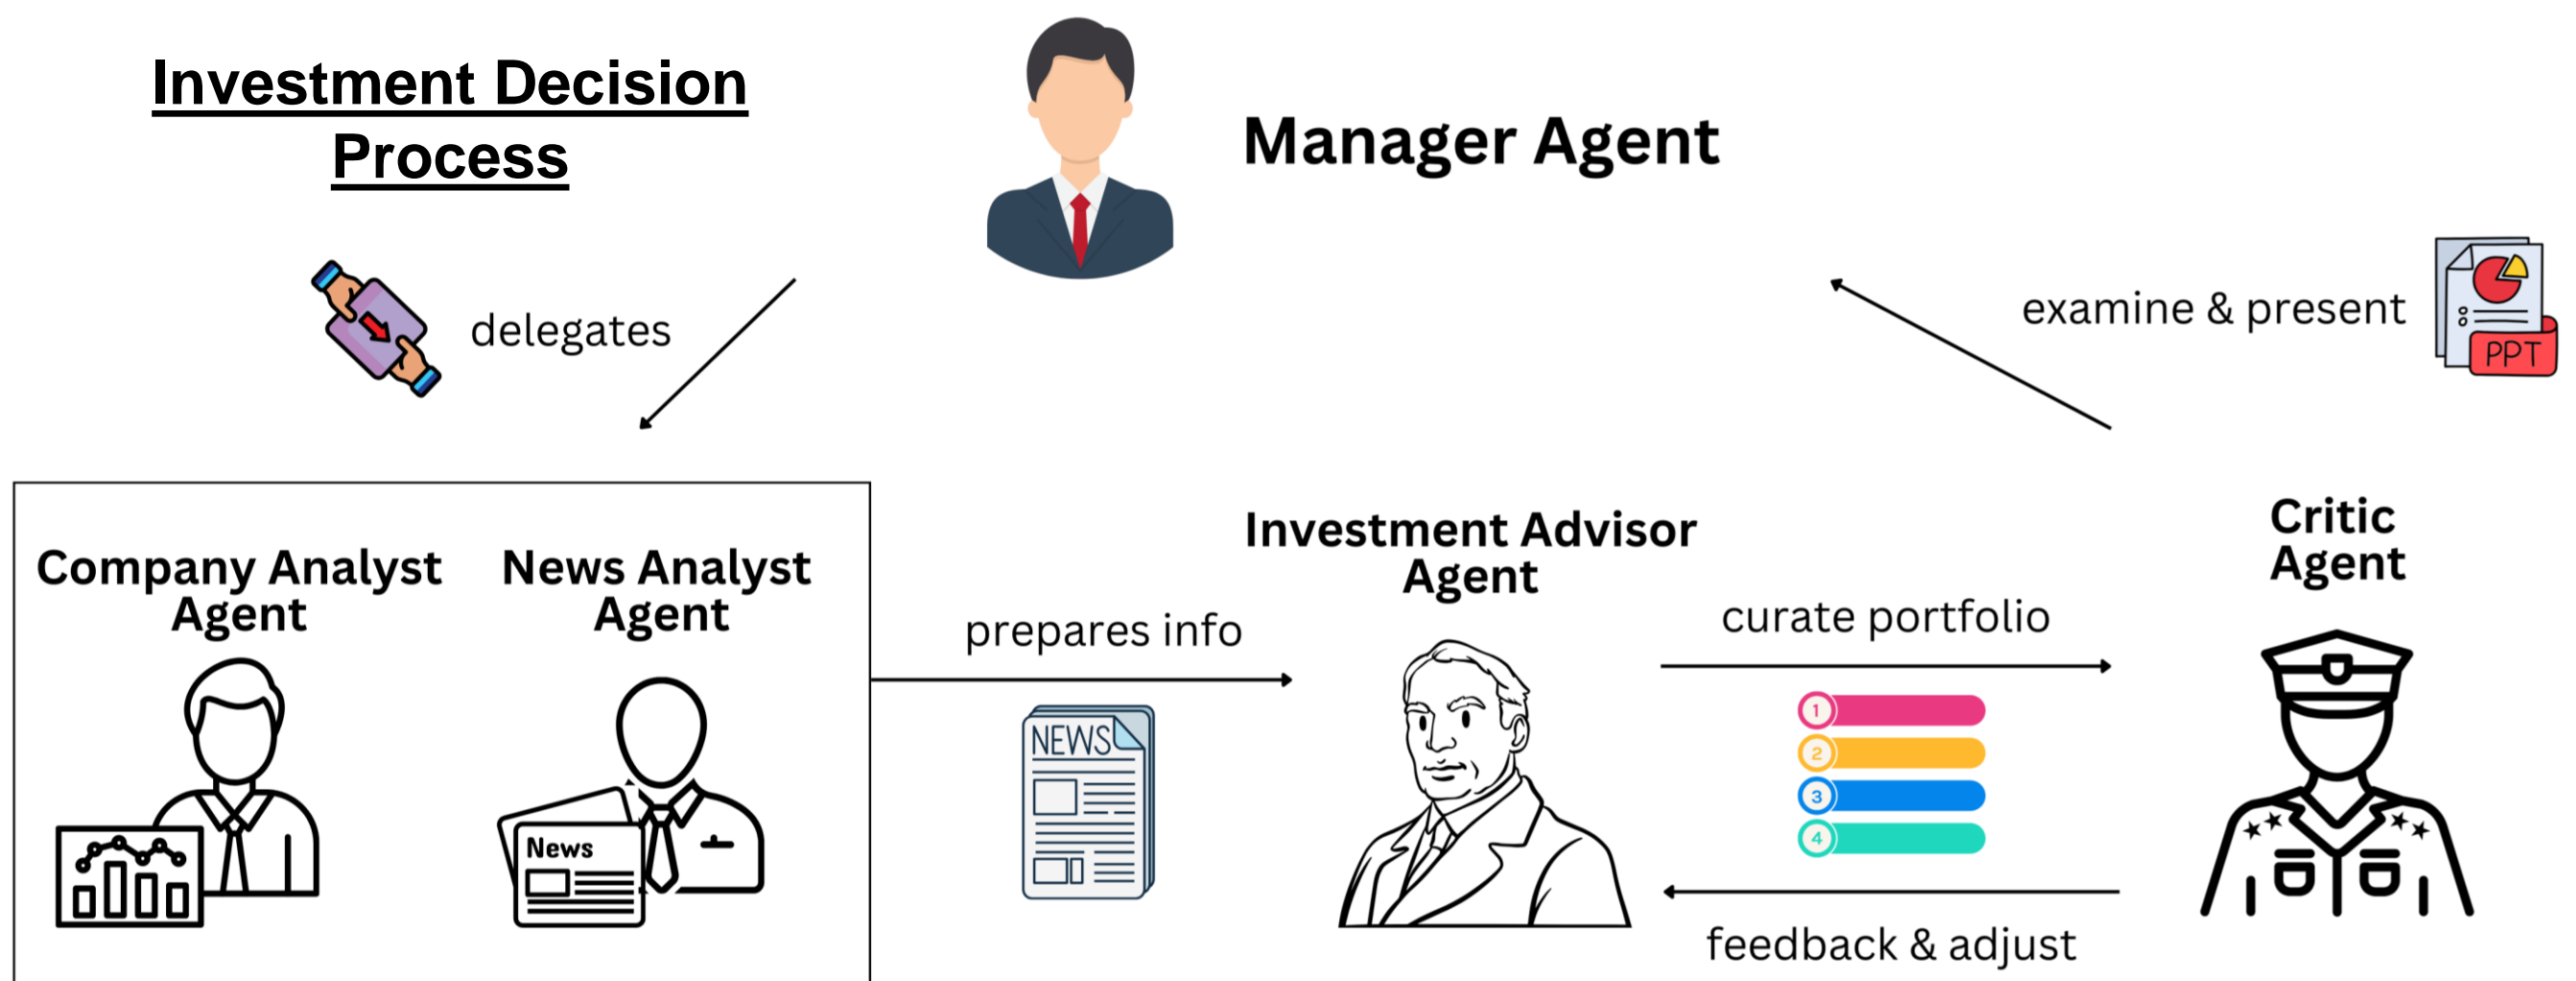 Investment Decision
Process
Manager Agent
delegates
examine & present
PPT
Company Analyst
Agent
News Analyst
Agent
News
prepares info
NEWS
Investment Advisor
Agent
curate portfolio
1
2
3
4
feedback & adjust
Critic
Agent